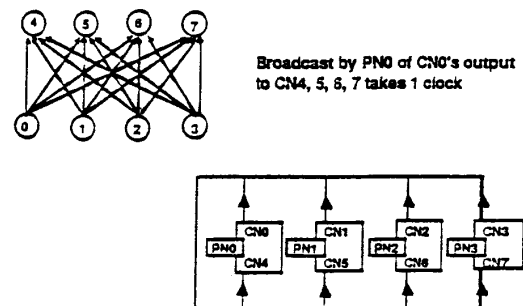 4 5 6 7
Broadcast by PN0 of CN0's output
to CN4, 5, 6, 7 takes 1 clock
0 1 2 3
CN0 CN1 CN2 CN3
PN0 PN1 PN2 PN3
CN4 CN5 CN6 CN7